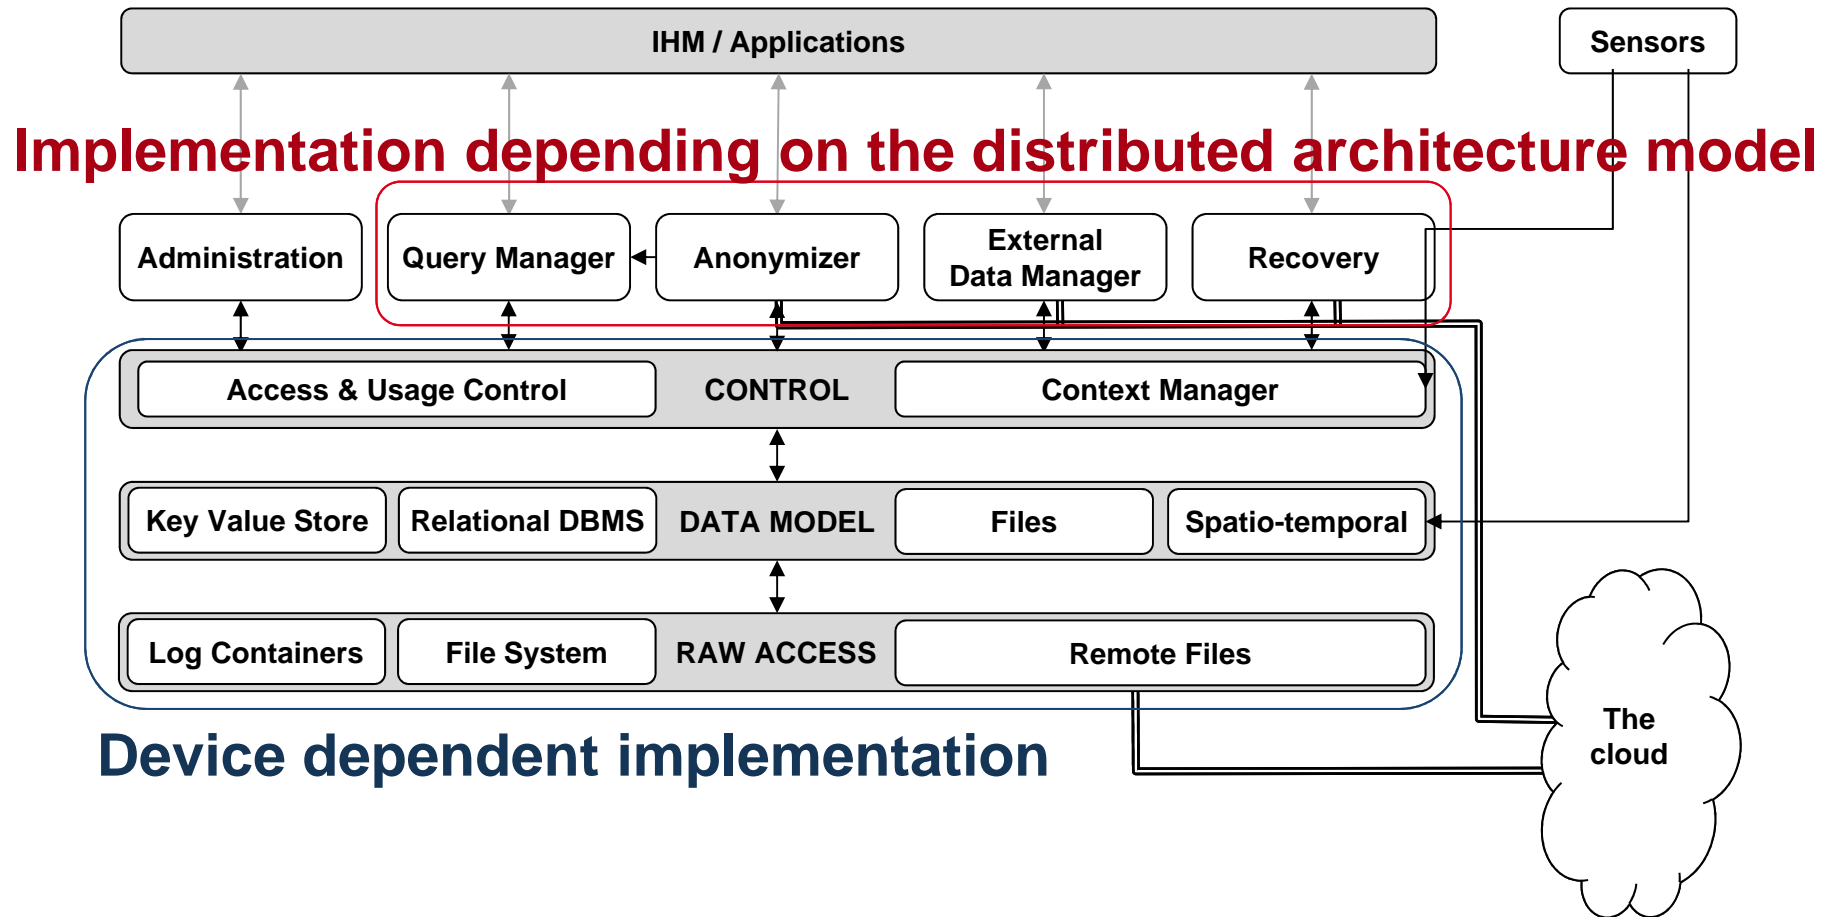 IHM / Applications
Sensors
Implementation depending on the distributed architecture model
Administration
Query Manager
Anonymizer
External
Data Manager
Recovery
Access & Usage Control
CONTROL
Context Manager
Key Value Store
Relational DBMS
DATA MODEL
Files
Spatio-temporal
Log Containers
File System
RAW ACCESS
Remote Files
The
cloud
Device dependent implementation